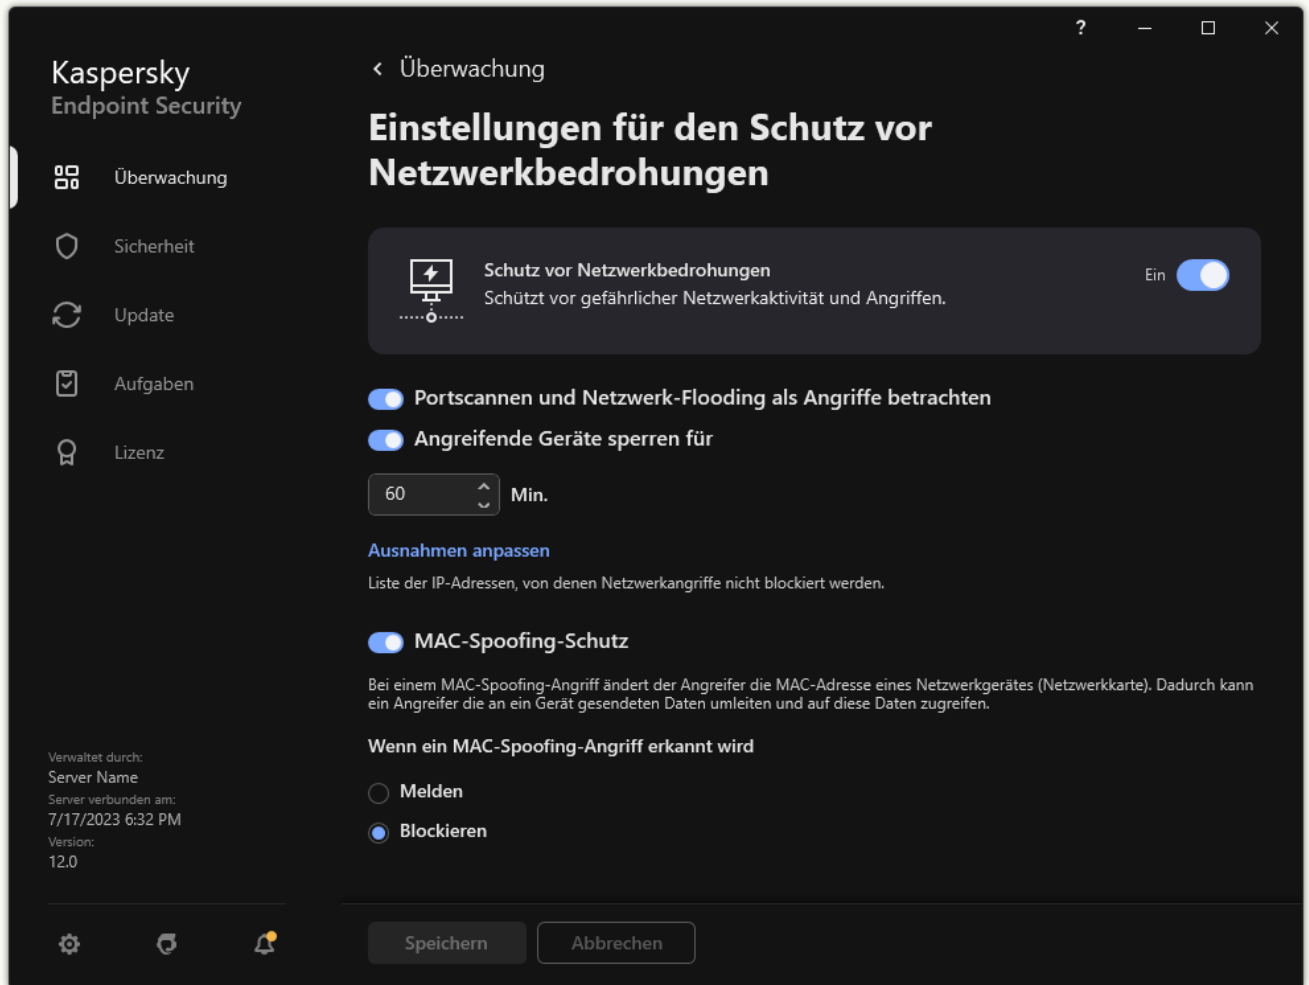 ?
Kaspersky
Endpoint Security
Überwachung
Sicherheit
Update
Aufgaben
Lizenz
Verwaltet durch:
Server Name
Server verbunden am:
7/17/2023 6:32 PM
Version:
12.0
Überwachung
Einstellungen für den Schutz vor
Netzwerkbedrohungen
Schutz vor Netzwerkbedrohungen
Schützt vor gefährlicher Netzwerkaktivität und Angriffen.
Ein
Portscannen und Netzwerk-Flooding als Angriffe betrachten
Angreifende Geräte sperren für
60 Min.
Ausnahmen anpassen
Liste der IP-Adressen, von denen Netzwerkangriffe nicht blockiert werden.
MAC-Spoofing-Schutz
Bei einem MAC-Spoofing-Angriff ändert der Angreifer die MAC-Adresse eines Netzwerkgerätes (Netzwerkkarte). Dadurch kann
ein Angreifer die an ein Gerät gesendeten Daten umleiten und auf diese Daten zugreifen.
Wenn ein MAC-Spoofing-Angriff erkannt wird
Melden
Blockieren
Speichern
Abbrechen